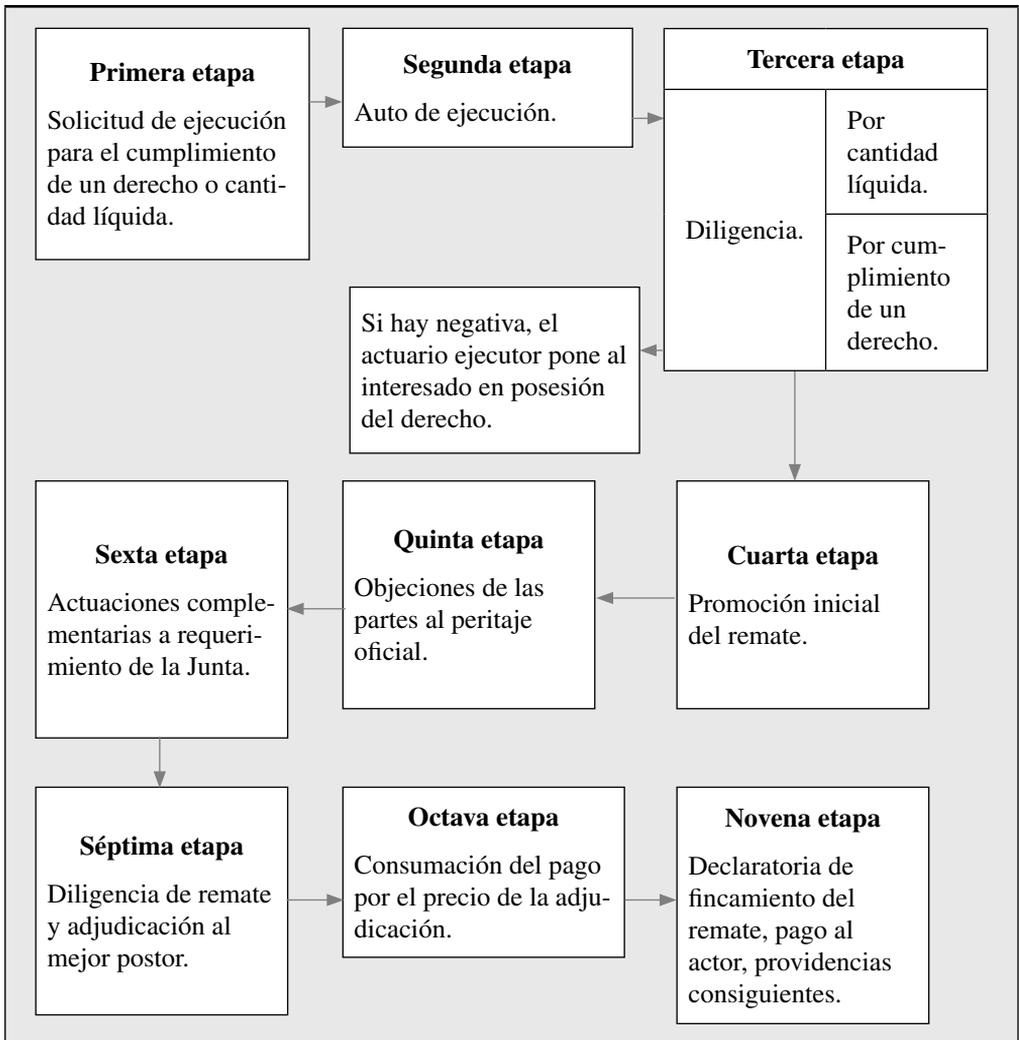 Primera etapa
Solicitud de ejecución
para el cumplimiento
de un derecho o canti-
dad líquida.
Segunda etapa
Auto de ejecución.
Tercera etapa
Diligencia.
Por
cantidad
líquida.
Por cum-
plimiento
de un
derecho.
Si hay negativa, el
actuario ejecutor pone al
interesado en posesión
del derecho.
Cuarta etapa
Promoción inicial
del remate.
Quinta etapa
Objeciones de las
partes al peritaje
oficial.
Sexta etapa
Actuaciones comple-
mentarias a requeri-
miento de la Junta.
Séptima etapa
Diligencia de remate
y adjudicación al
mejor postor.
Octava etapa
Consumación del pago
por el precio de la adju-
dicación.
Novena etapa
Declaratoria de
fincamiento del
remate, pago al
actor, providencias
consiguientes.